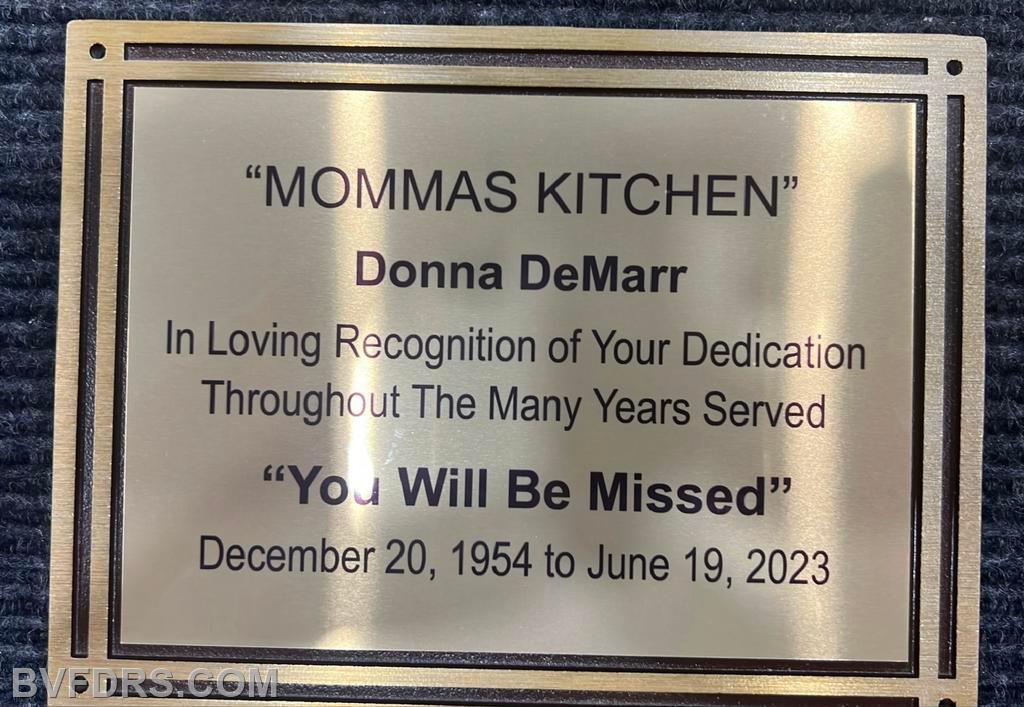 “MOMMAS KITCHEN”
Donna DeMarr
In Loving Recognition of Your Dedication
Throughout The Many Years Served
“You Will Be Missed”
December 20, 1954 to June 19, 2023
BVFDRS.COM